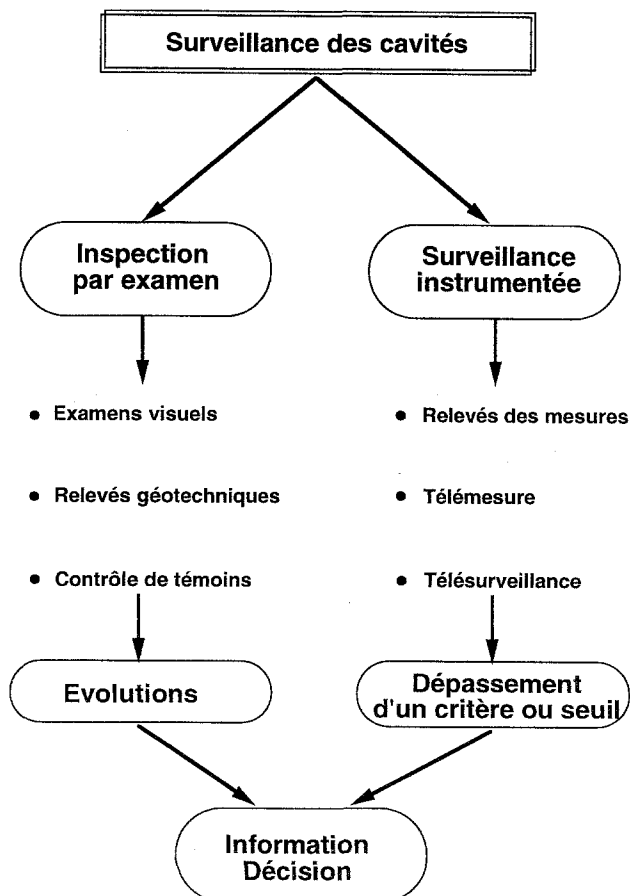 Surveillance des cavités
Inspection
par examen
Surveillance
instrumentée
• Examens visuels
• Relevés géotechniques
• Contrôle de témoins
• Relevés des mesures
• Télémesure
• Télésurveillance
Evolutions
Dépassement
d'un critère ou seuil
Information
Décision